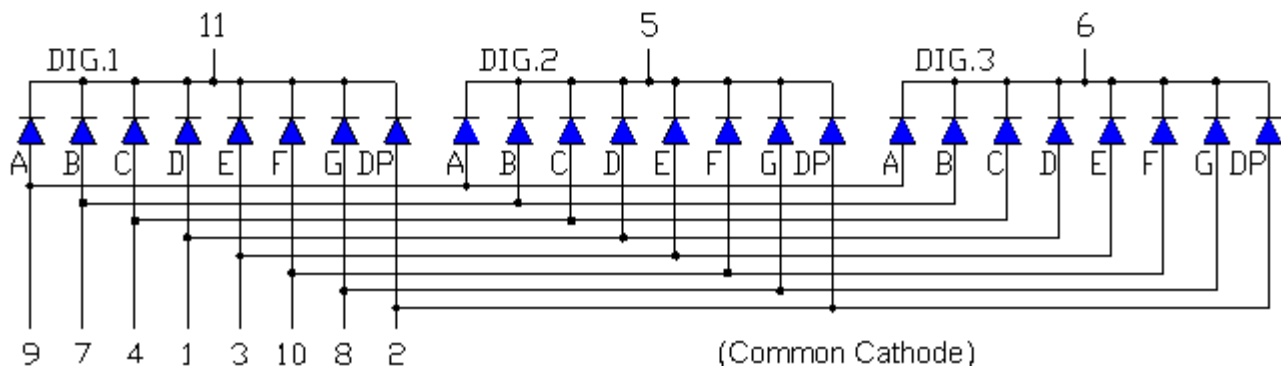 11 5 6
DIG.1 DIG.2 DIG.3
A B C D E F G DP A B C D E F G DP A B C D E F G DP
9 7 4 1 3 10 8 2 (Common Cathode)